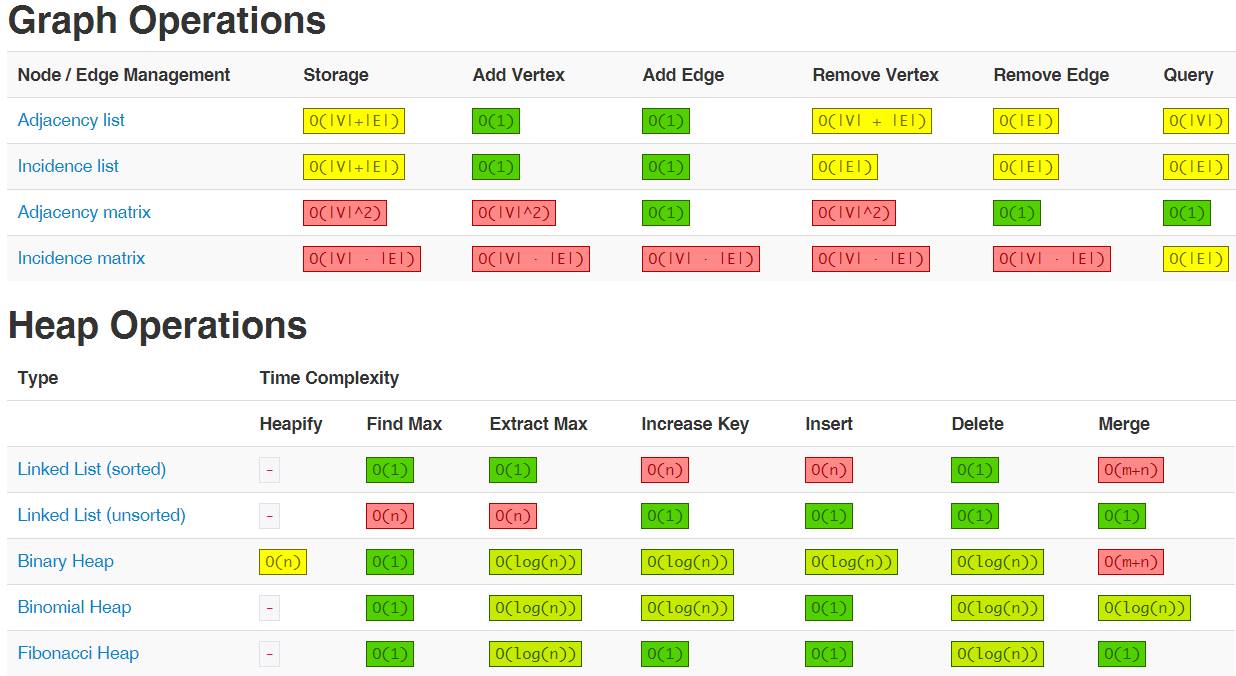 Graph Operations
Node / Edge Management Storage Add Vertex Add Edge Remove Vertex Remove Edge Query
Adjacency list O(|V|+|E|) O(1) O(1) O(|V| + |E|) O(|E|) O(|V|)
Incidence list O(|V|+|E|) O(1) O(1) O(|E|) O(|E|) O(|E|)
Adjacency matrix O(|V|^2) O(|V|^2) O(1) O(|V|^2) O(1) O(1)
Incidence matrix O(|V| · |E|) O(|V| · |E|) O(|V| · |E|) O(|V| · |E|) O(|V| · |E|) O(|E|)
Heap Operations
Type Time Complexity
Heapify Find Max Extract Max Increase Key Insert Delete Merge
Linked List (sorted) - O(1) O(1) O(n) O(n) O(1) O(m+n)
Linked List (unsorted) - O(n) O(n) O(1) O(1) O(1) O(1)
Binary Heap O(n) O(1) O(log(n)) O(log(n)) O(log(n)) O(log(n)) O(m+n)
Binomial Heap - O(1) O(log(n)) O(log(n)) O(1) O(log(n)) O(log(n))
Fibonacci Heap - O(1) O(log(n)) O(1) O(1) O(log(n)) O(1)